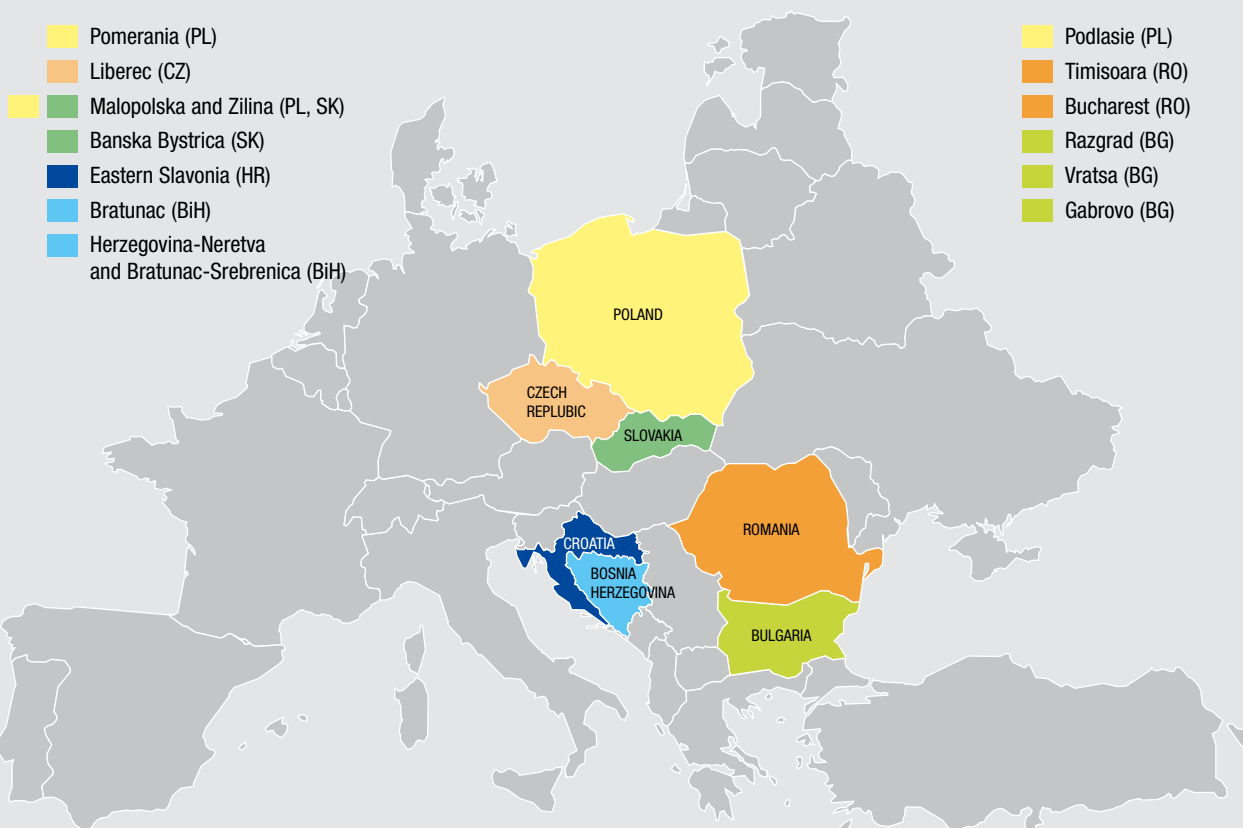 Pomerania (PL)
Liberec (CZ)
Malopolska and Zilina (PL, SK)
Banska Bystrica (SK)
Eastern Slavonia (HR)
Bratunac (BiH)
Herzegovina-Neretva
and Bratunac-Srebrenica (BiH)
Podlasie (PL)
Timisoara (RO)
Bucharest (RO)
Razgrad (BG)
Vratsa (BG)
Gabrovo (BG)
POLAND
CZECH
REPLUBIC
SLOVAKIA
ROMANIA
CROATIA
BOSNIA
HERZEGOVINA
BULGARIA